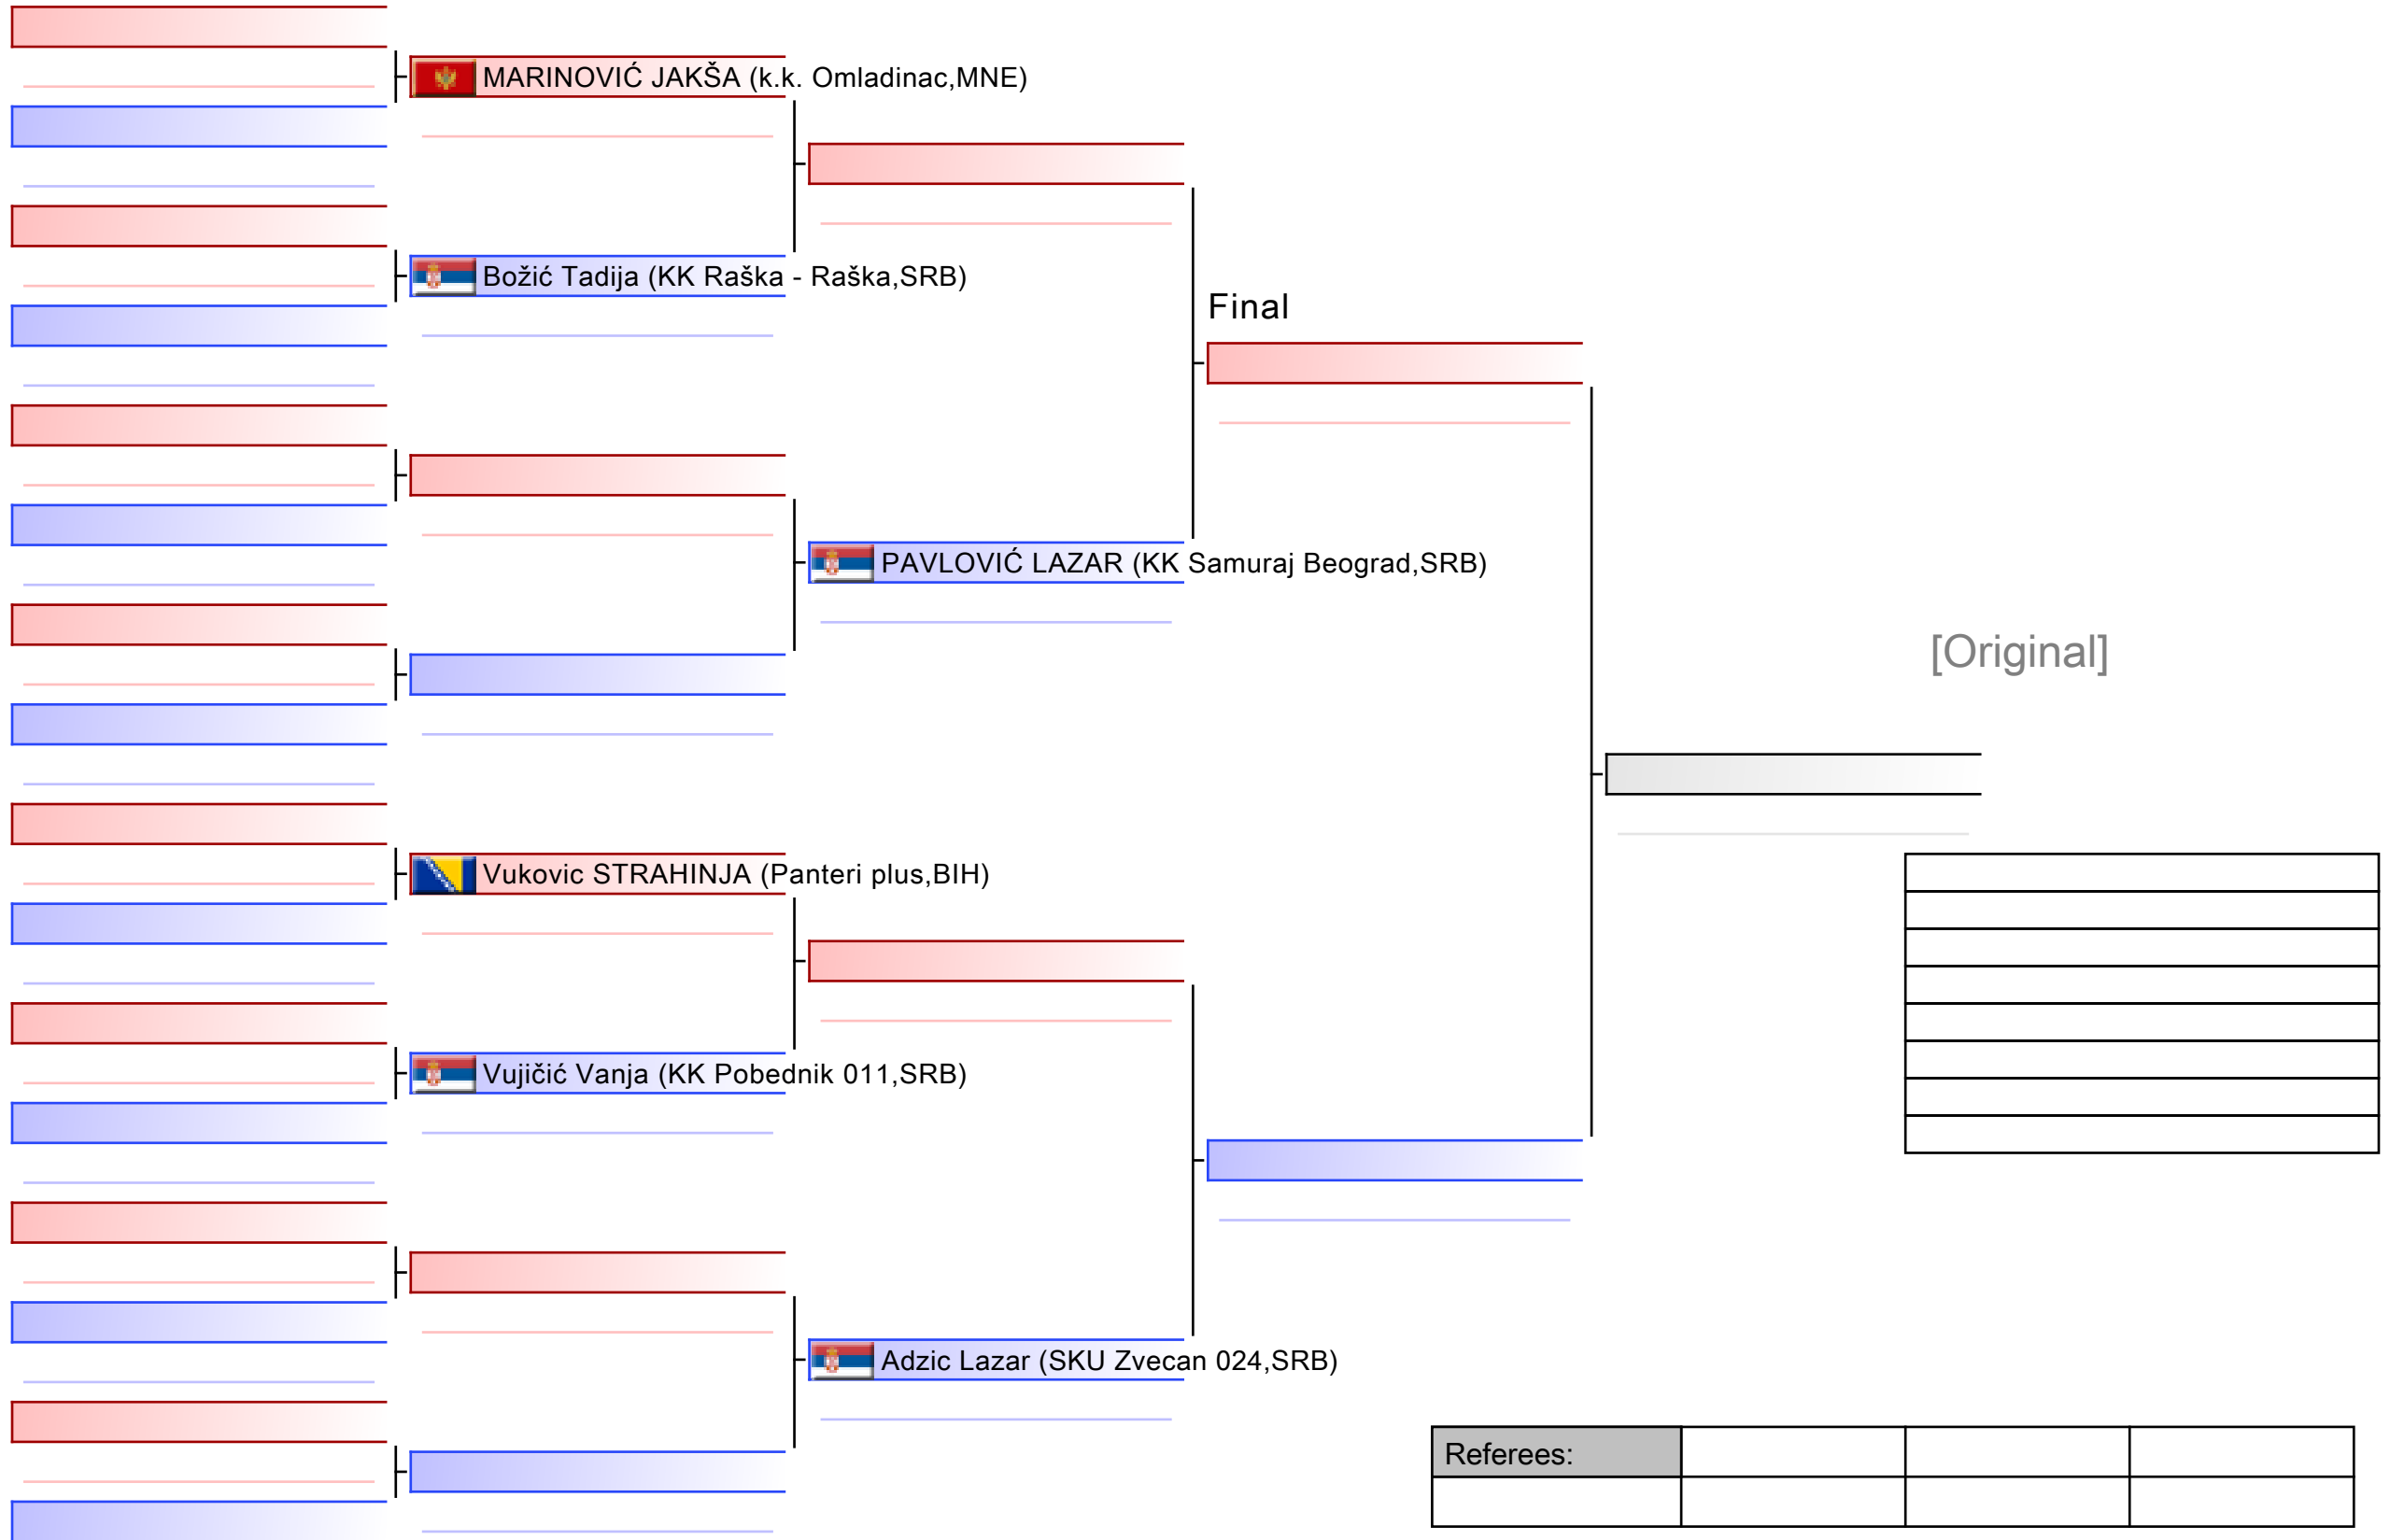 MARINOVIĆ JAKŠA (k.k. Omladinac,MNE)
Božić Tadija (KK Raška - Raška,SRB)
Final
PAVLOVIĆ LAZAR (KK Samuraj Beograd,SRB)
[Original]
Vukovic STRAHINJA (Panteri plus,BIH)
Vujičić Vanja (KK Pobednik 011,SRB)
Adzic Lazar (SKU Zvecan 024,SRB)
Referees: